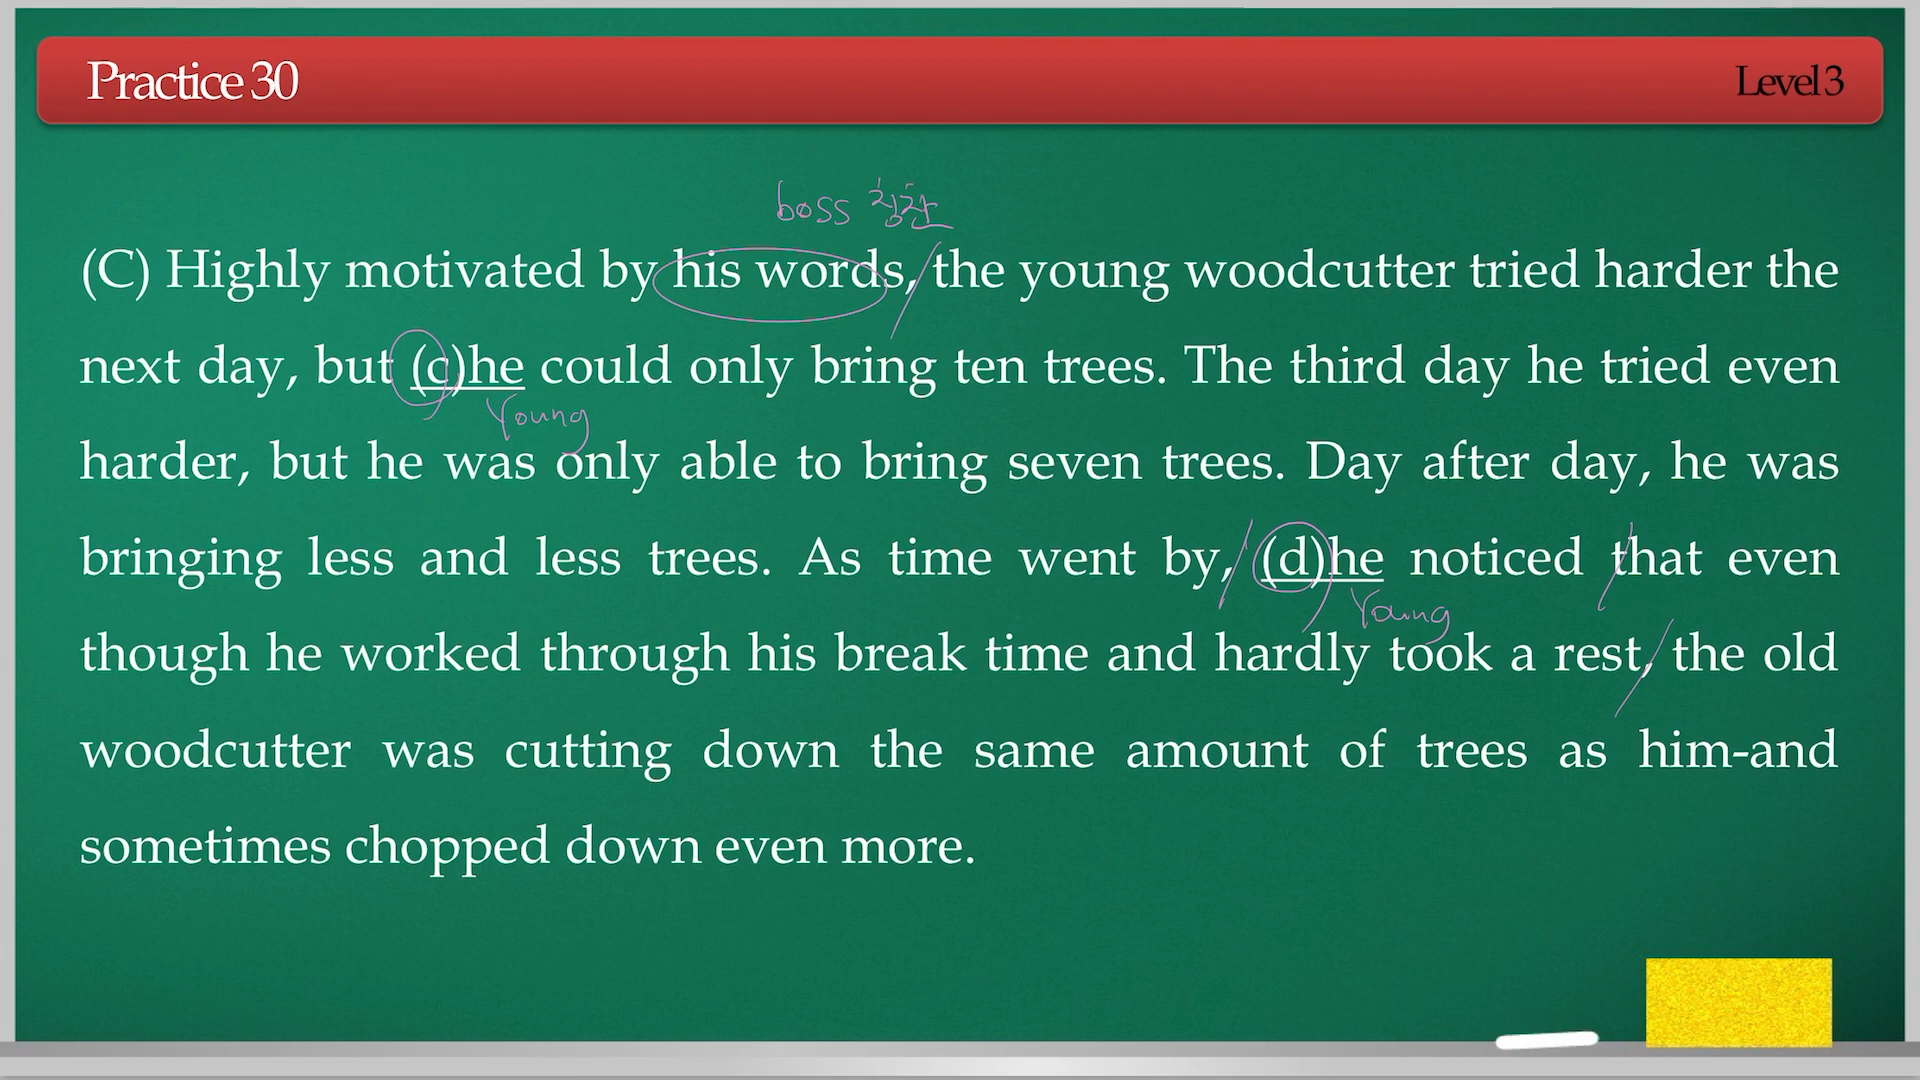 Practice 30
Level 3
boss 칭찬
(C) Highly motivated by his words, the young woodcutter tried harder the
next day, but (c)he could only bring ten trees. The third day he tried even
Young
harder, but he was only able to bring seven trees. Day after day, he was
bringing less and less trees. As time went by, (d)he noticed that even
Young
though he worked through his break time and hardly took a rest, the old
woodcutter was cutting down the same amount of trees as him-and
sometimes chopped down even more.